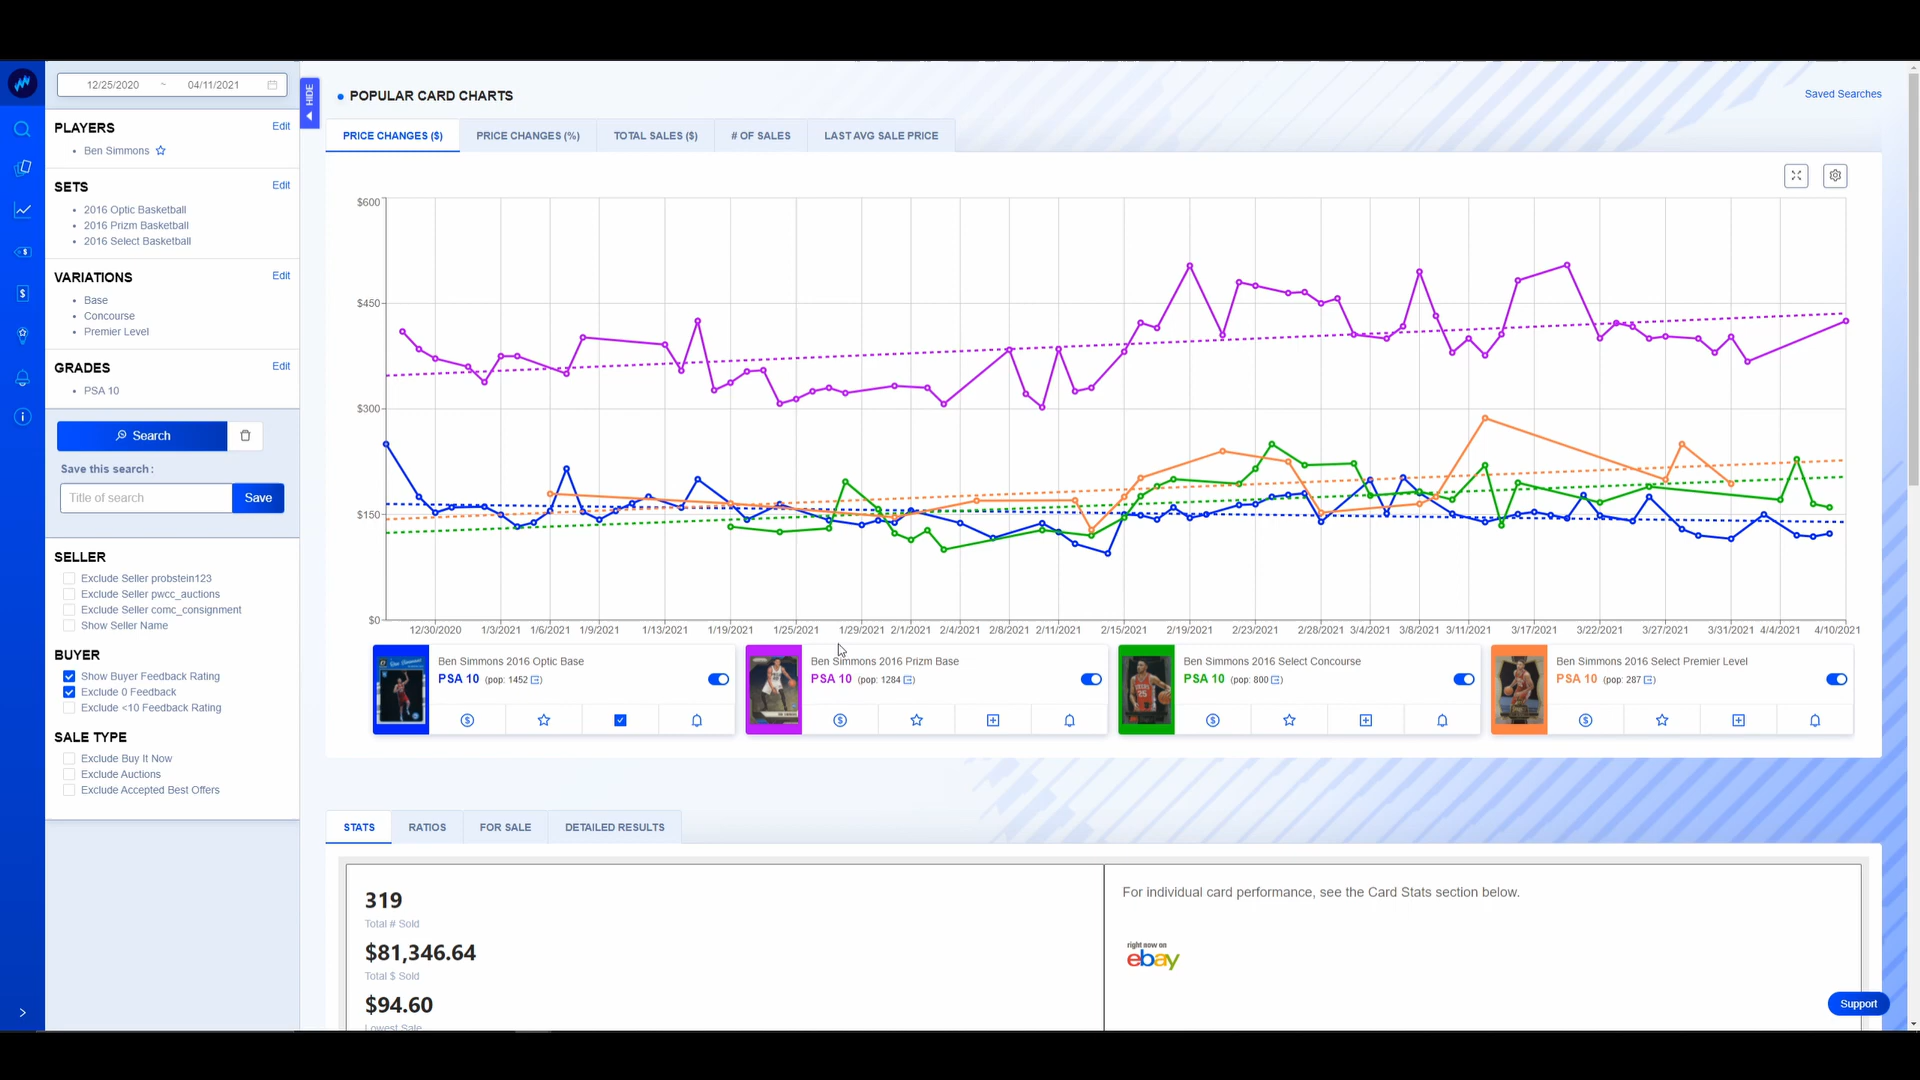 12/25/2020 ~ 04/11/2021
PLAYERS Edit
Ben Simmons
SETS Edit
2016 Optic Basketball
2016 Prizm Basketball
2016 Select Basketball
VARIATIONS Edit
Base
Concourse
Premier Level
GRADES Edit
PSA 10
Search
Save this search:
Title of search Save
SELLER
Exclude Seller probstein123
Exclude Seller pwcc_auctions
Exclude Seller comc_consignment
Show Seller Name
BUYER
Show Buyer Feedback Rating
Exclude 0 Feedback
Exclude <10 Feedback Rating
SALE TYPE
Exclude Buy It Now
Exclude Auctions
Exclude Accepted Best Offers
HIDE
POPULAR CARD CHARTS
Saved Searches
PRICE CHANGES ($) PRICE CHANGES (%) TOTAL SALES ($) # OF SALES LAST AVG SALE PRICE
$600
$450
$300
$150
$0
12/30/2020 1/3/2021 1/6/2021 1/9/2021 1/13/2021 1/19/2021 1/25/2021 1/29/2021 2/1/2021 2/4/2021 2/8/2021 2/11/2021 2/15/2021 2/19/2021 2/23/2021 2/28/2021 3/4/2021 3/8/2021 3/11/2021 3/17/2021 3/22/2021 3/27/2021 3/31/2021 4/4/2021 4/10/2021
Ben Simmons 2016 Optic Base
PSA 10 (pop: 1452)
Ben Simmons 2016 Prizm Base
PSA 10 (pop: 1284)
Ben Simmons 2016 Select Concourse
PSA 10 (pop: 800)
Ben Simmons 2016 Select Premier Level
PSA 10 (pop: 287)
STATS RATIOS FOR SALE DETAILED RESULTS
319
Total # Sold
$81,346.64
Total $ Sold
$94.60
Lowest Sale
For individual card performance, see the Card Stats section below.
right now on
ebay
Support